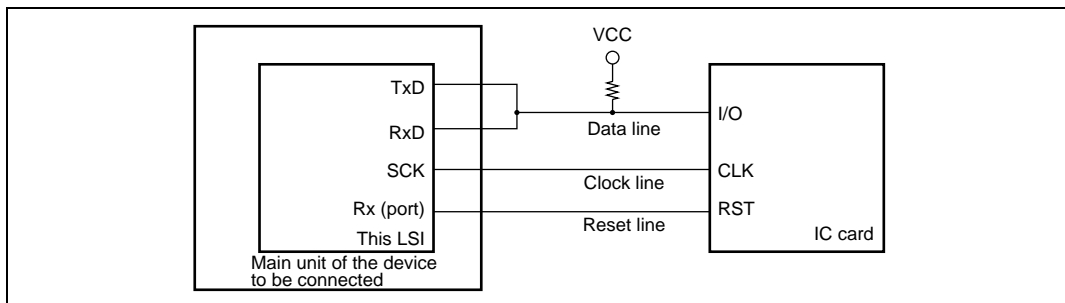 VCC
TxD
I/O
Data line
RxD
SCK
CLK
Clock line
Rx (port)
RST
Reset line
This LSI
IC card
Main unit of the device
to be connected